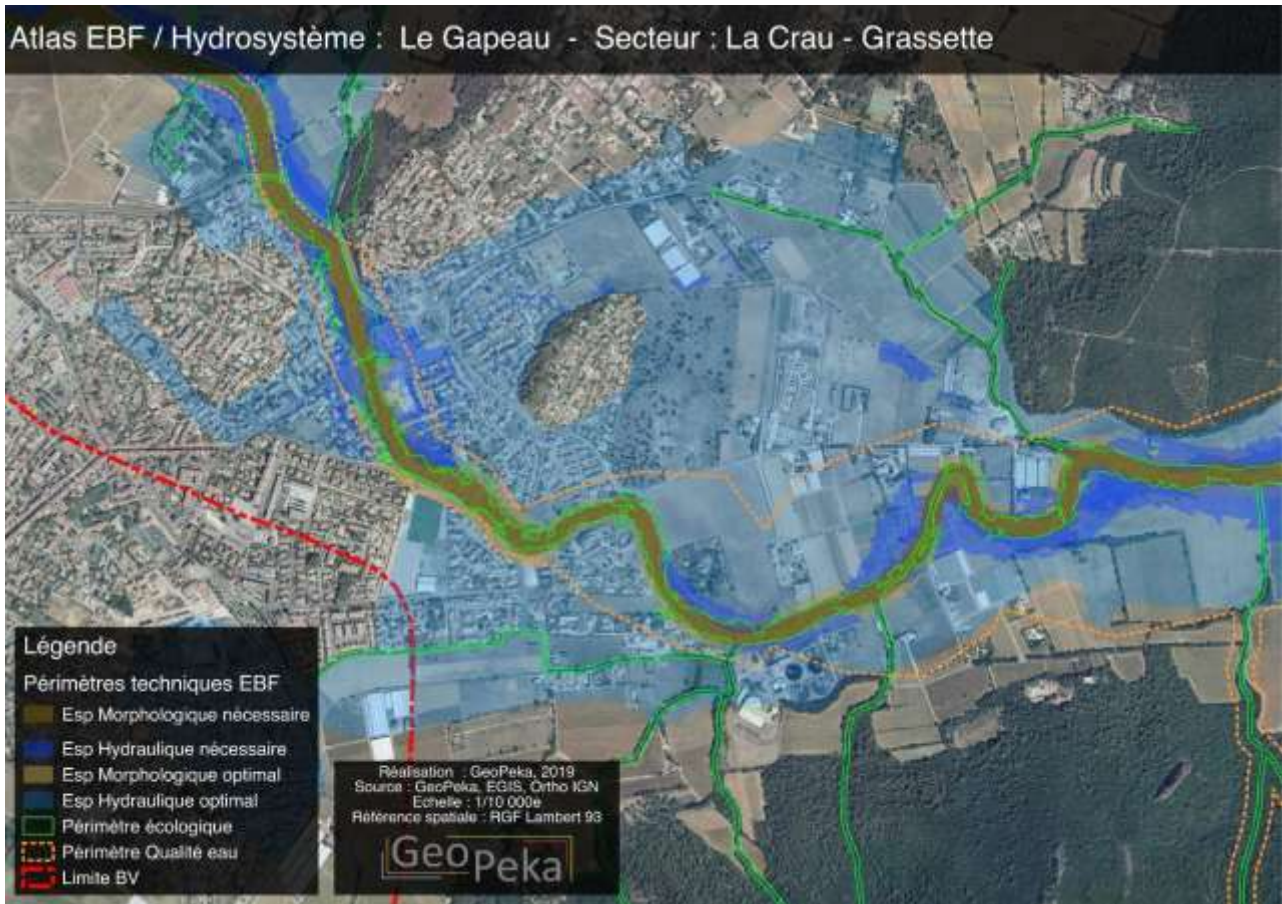 Atlas EBF / Hydrosystème : Le Gapeau - Secteur : La Crau - Grassette
Légende
Périmètres techniques EBF
Esp Morphologique nécessaire
Esp Hydraulique nécessaire
Esp Morphologique optimal
Esp Hydraulique optimal
Périmètre écologique
Périmètre Qualité eau
Limite BV
Réalisation : GeoPeka, 2019
Source : GeoPeka, EGIS, Ortho IGN
Echelle : 1/10 000e
Référence spatiale : RGF Lambert 93
GeoPeka